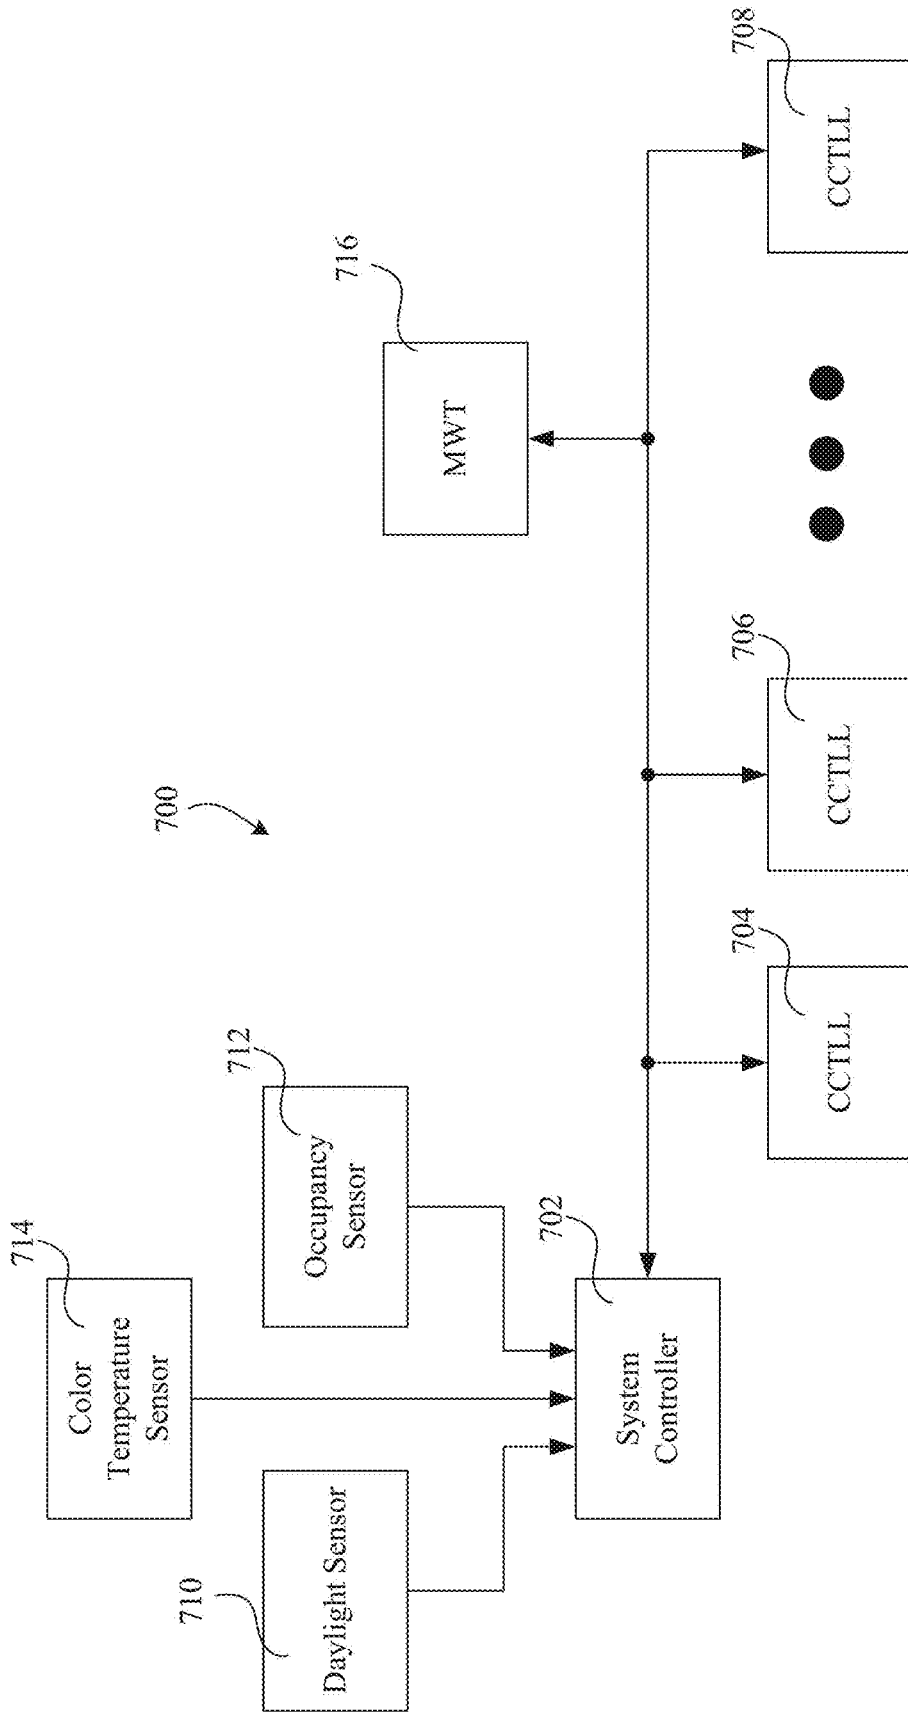 714
Color
Temperature
Sensor
710
Daylight Sensor
712
Occupancy
Sensor
700
702
System
Controller
716
MWT
704
CCTLL
706
CCTLL
708
CCTLL